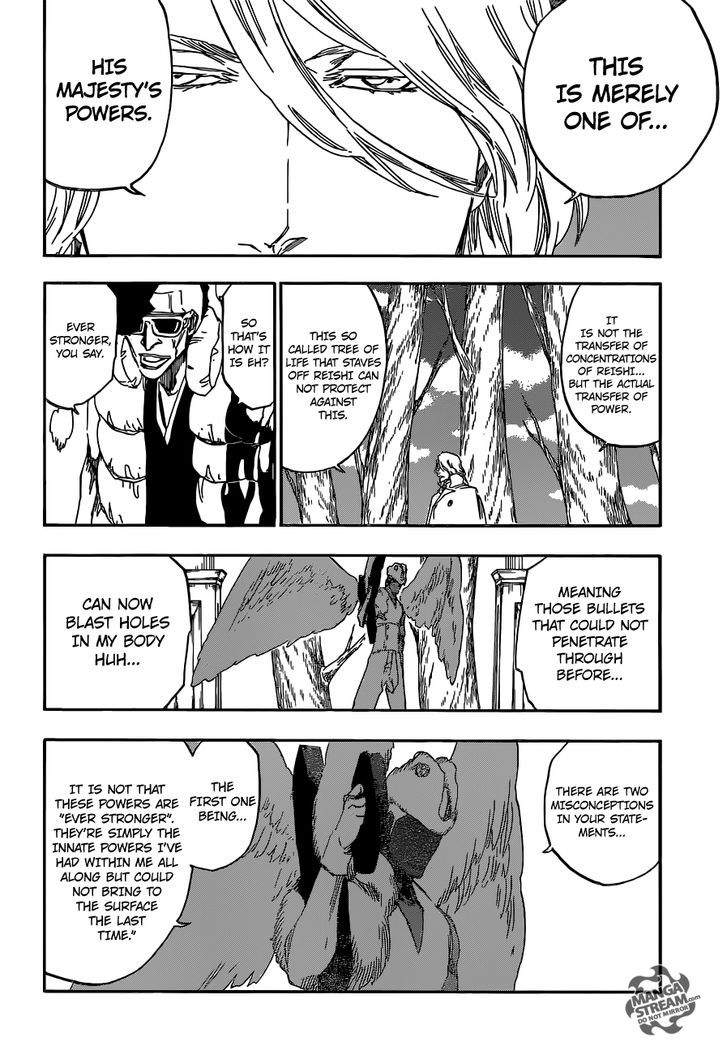 THIS
IS MERELY
ONE OF...
HIS
MAJESTY'S
POWERS.
IT
IS NOT THE
TRANSFER OF
CONCENTRATIONS
OF REISHI...
BUT THE ACTUAL
TRANSFER OF
POWER.
THIS SO
CALLED TREE OF
LIFE THAT STAVES
OFF REISHI CAN
NOT PROTECT
AGAINST
THIS.
SO
THAT'S
HOW IT
IS EH?
EVER
STRONGER,
YOU SAY.
MEANING
THOSE BULLETS
THAT COULD NOT
PENETRATE
THROUGH
BEFORE...
CAN NOW
BLAST HOLES
IN MY BODY
HUH...
THERE ARE TWO
MISCONCEPTIONS
IN YOUR STATE-
MENTS...
THE
FIRST ONE
BEING...
IT IS NOT THAT
THESE POWERS ARE
"EVER STRONGER".
THEY'RE SIMPLY THE
INNATE POWERS I'VE
HAD WITHIN ME ALL
ALONG BUT COULD
NOT BRING TO
THE SURFACE
THE LAST
TIME."
MANGA
STREAM.com
DO NOT MIRROR